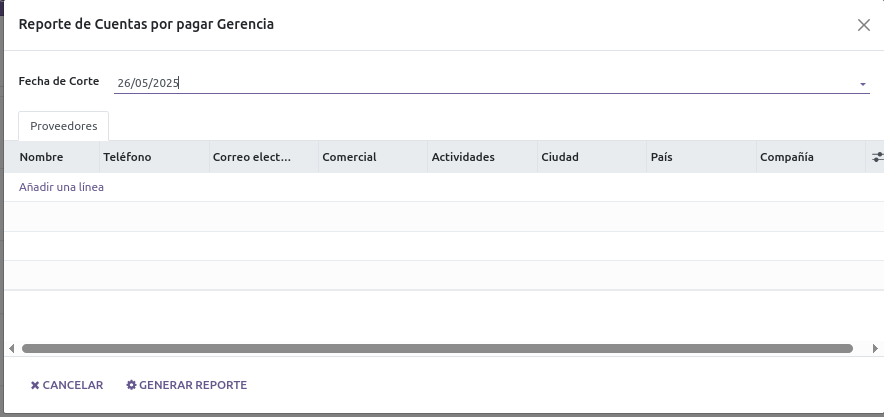 Reporte de Cuentas por pagar Gerencia
Fecha de Corte 26/05/2025
Proveedores
Nombre Teléfono Correo elect... Comercial Actividades Ciudad País Compañía
Añadir una línea
CANCELAR GENERAR REPORTE